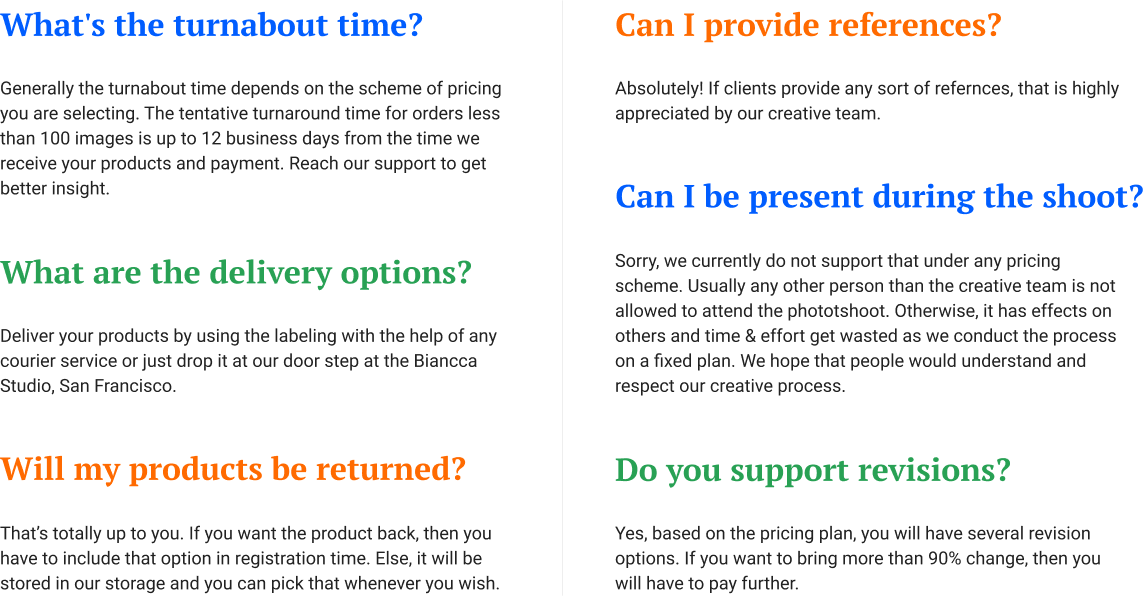 What's the turnabout time?
Generally the turnabout time depends on the scheme of pricing
you are selecting. The tentative turnaround time for orders less
than 100 images is up to 12 business days from the time we
receive your products and payment. Reach our support to get
better insight.
What are the delivery options?
Deliver your products by using the labeling with the help of any
courier service or just drop it at our door step at the Biancca
Studio, San Francisco.
Will my products be returned?
That’s totally up to you. If you want the product back, then you
have to include that option in registration time. Else, it will be
stored in our storage and you can pick that whenever you wish.
Can I provide references?
Absolutely! If clients provide any sort of refernces, that is highly
appreciated by our creative team.
Can I be present during the shoot?
Sorry, we currently do not support that under any pricing
scheme. Usually any other person than the creative team is not
allowed to attend the phototshoot. Otherwise, it has effects on
others and time & effort get wasted as we conduct the process
on a fixed plan. We hope that people would understand and
respect our creative process.
Do you support revisions?
Yes, based on the pricing plan, you will have several revision
options. If you want to bring more than 90% change, then you
will have to pay further.